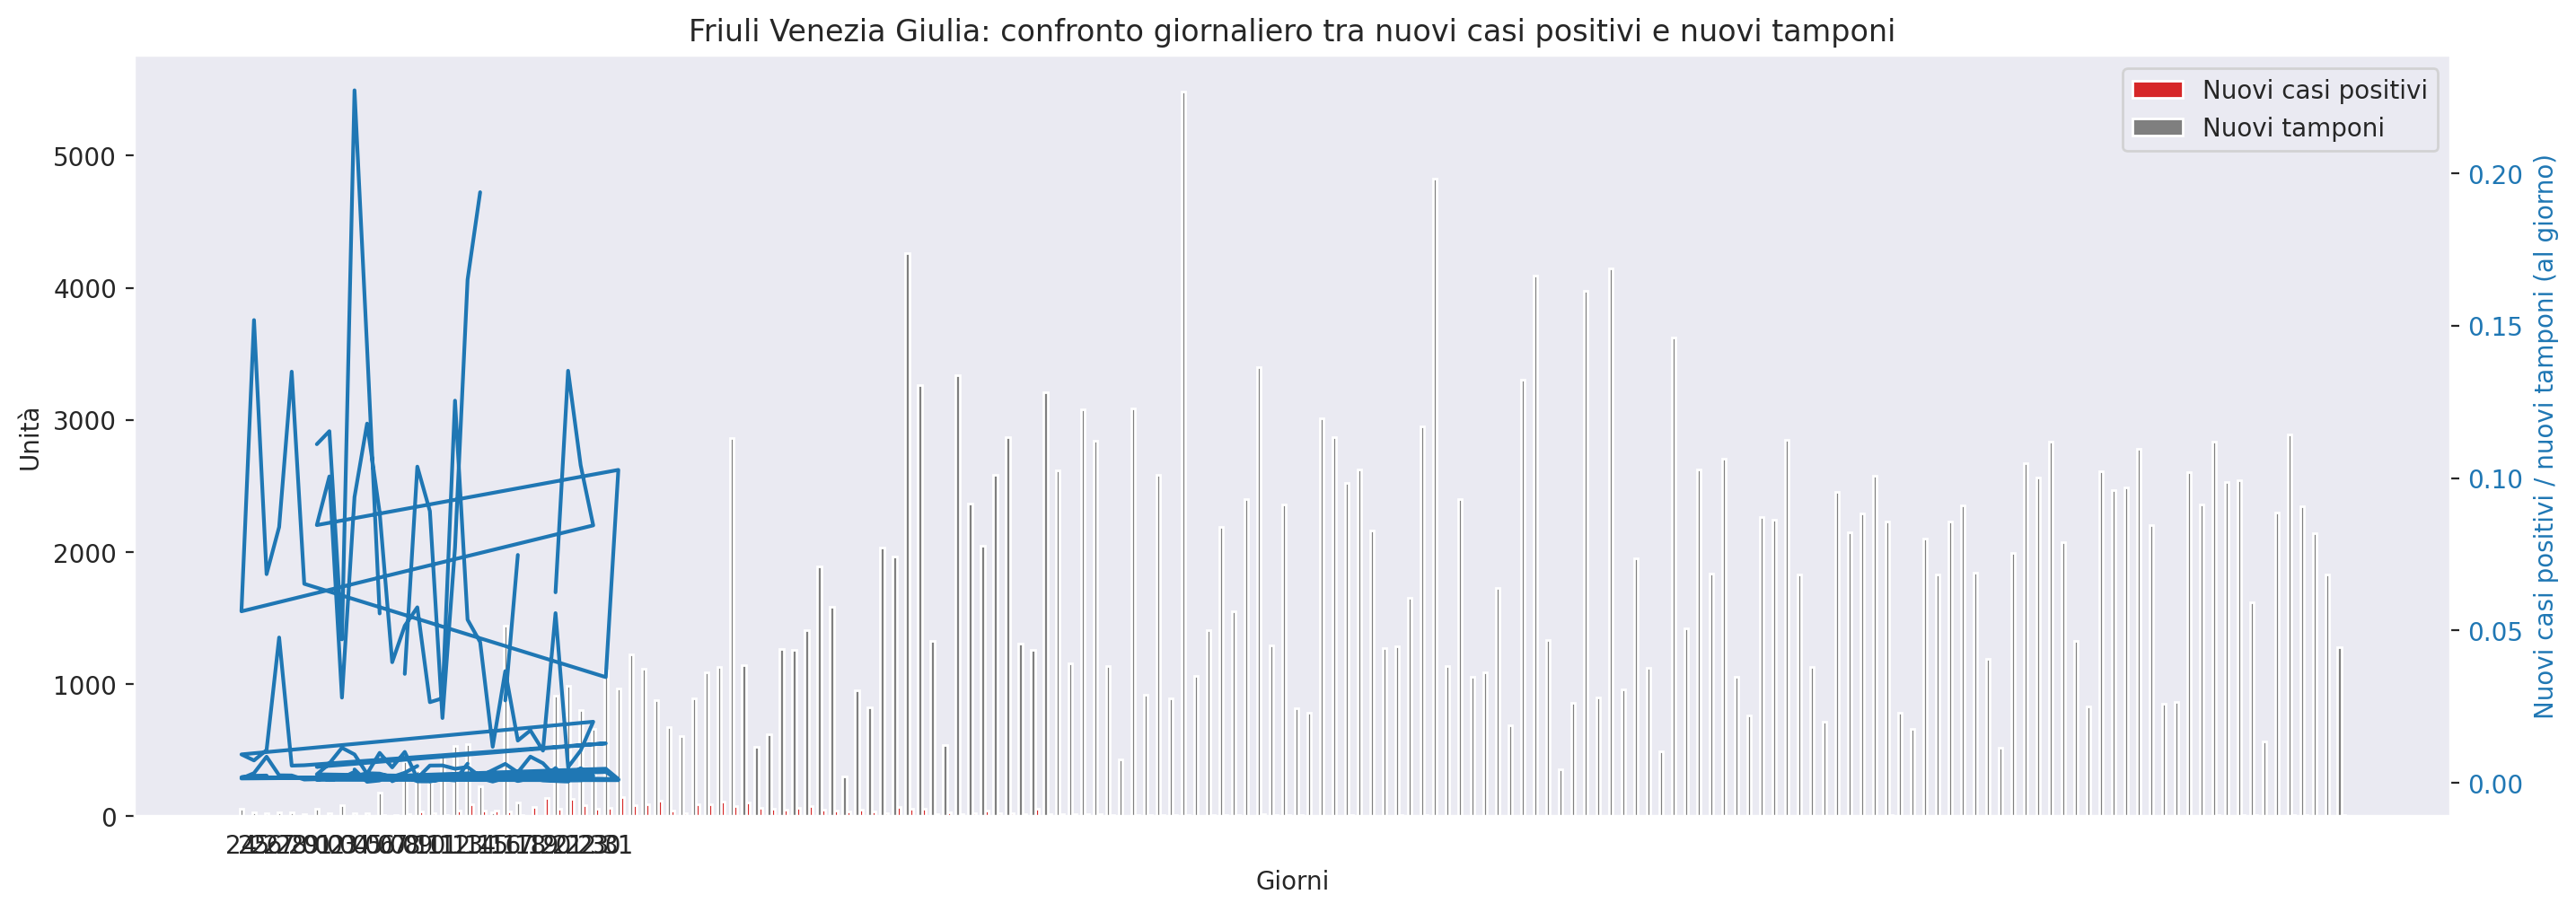 Friuli Venezia Giulia: confronto giornaliero tra nuovi casi positivi e nuovi tamponi
Nuovi casi positivi
Nuovi tamponi
5000
4000
3000
2000
1000
0
Unità
0.20
0.15
0.10
0.05
0.00
Nuovi casi positivi / nuovi tamponi (al giorno)
Giorni